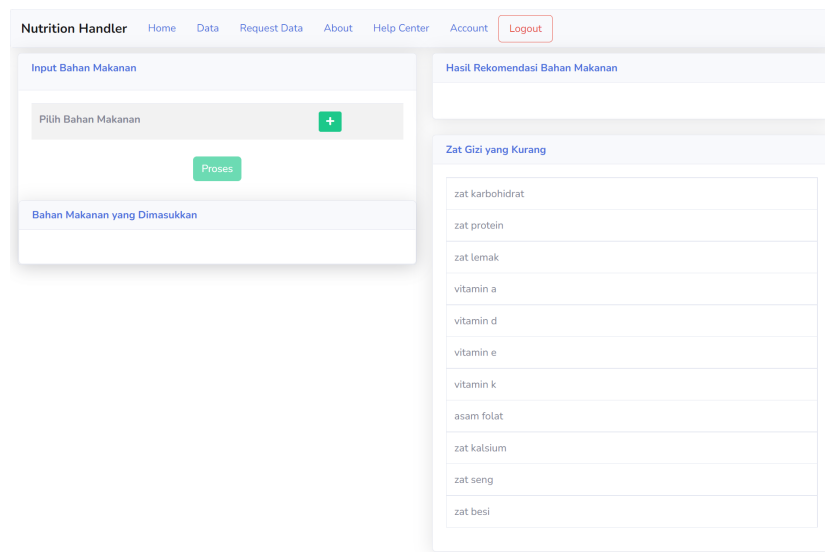 Nutrition Handler Home Data Request Data About Help Center Account Logout
Input Bahan Makanan
Pilih Bahan Makanan +
Proses
Bahan Makanan yang Dimasukkan
Hasil Rekomendasi Bahan Makanan
Zat Gizi yang Kurang
zat karbohidrat
zat protein
zat lemak
vitamin a
vitamin d
vitamin e
vitamin k
asam folat
zat kalsium
zat seng
zat besi